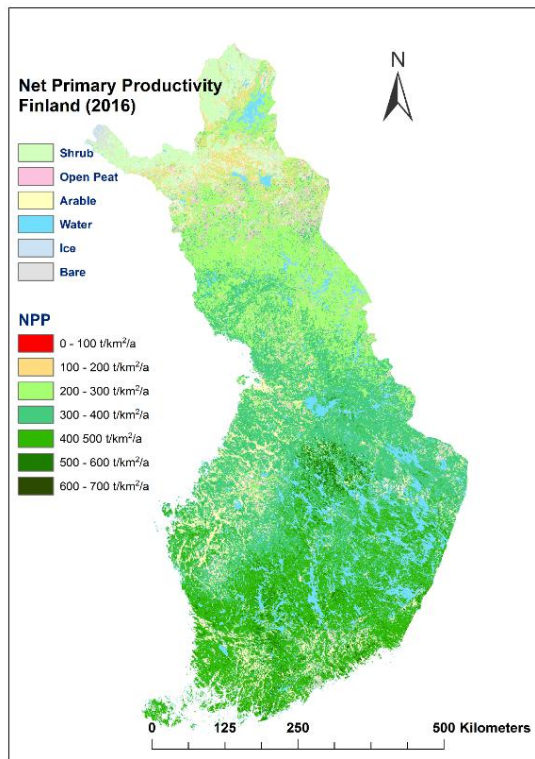 Net Primary Productivity
Finland (2016)
N
Shrub
Open Peat
Arable
Water
Ice
Bare
NPP
0 - 100 t/km²/a
100 - 200 t/km²/a
200 - 300 t/km²/a
300 - 400 t/km²/a
400 500 t/km²/a
500 - 600 t/km²/a
600 - 700 t/km²/a
0 125 250 500 Kilometers